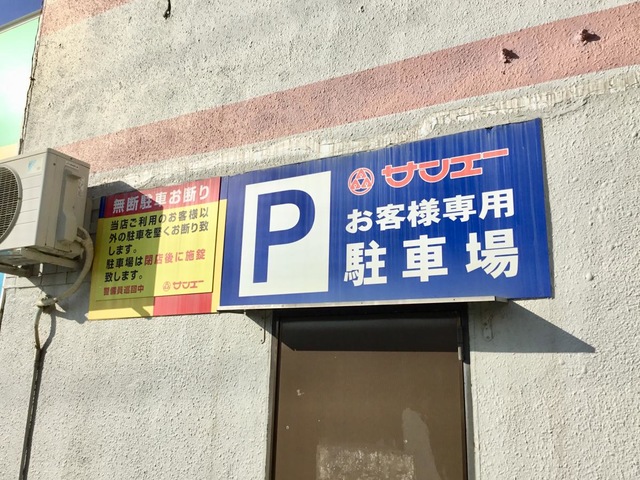 無断駐車お断り
当店ご利用のお客様以
外の駐車を堅くお断り致
します。
駐車場は閉店後に施錠
致します。
警備員巡回中
サンエー
P
サンエー
お客様専用
駐車場